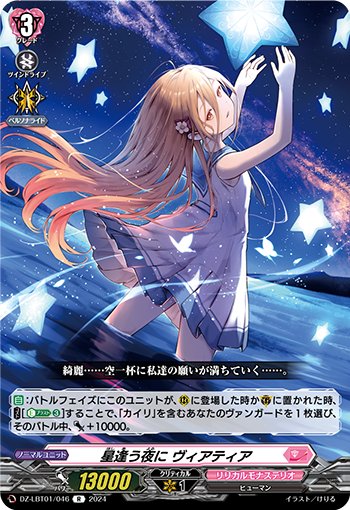 3
グレード
ツインドライブ
ペルソナライド
綺麗……空一杯に私達の願いが満ちていく……。
自:バトルフェイズにこのユニットが に登場した時か に置かれた時、
[ブラスト3]することで、「カイリ」を含むあなたのヴァンガードを1枚選び、
そのバトル中、+10000。
ノーマルユニット
星逢う夜に ヴィアティア
リリカルモナステリオ
パワー 13000
クリティカル
1
ヒューマン
DZ-LBT01/046 R 2024
イラスト/けりる